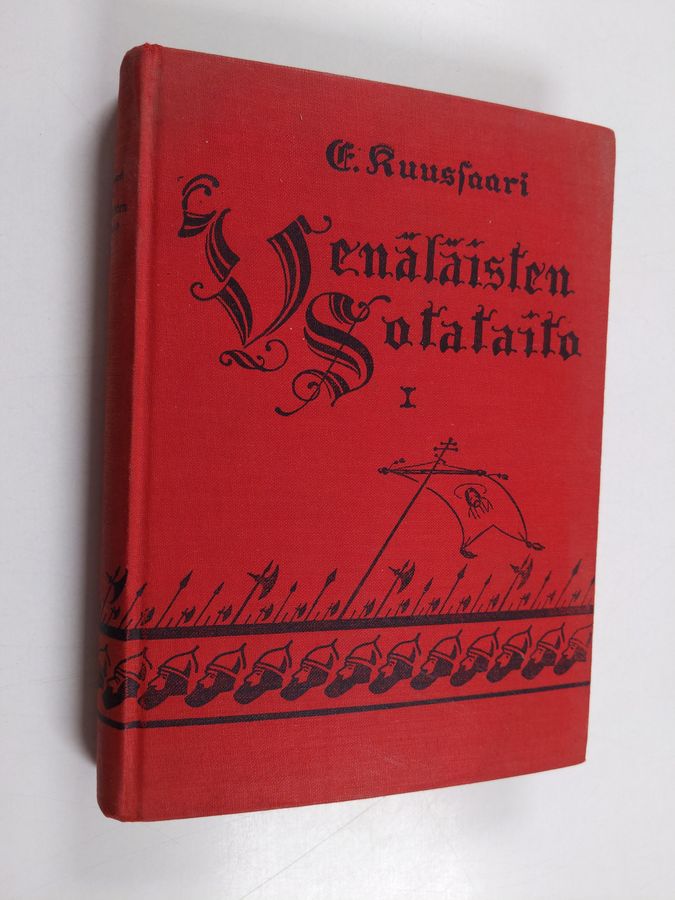 E. Kuussaari
Venäläisten
Sotataito
I